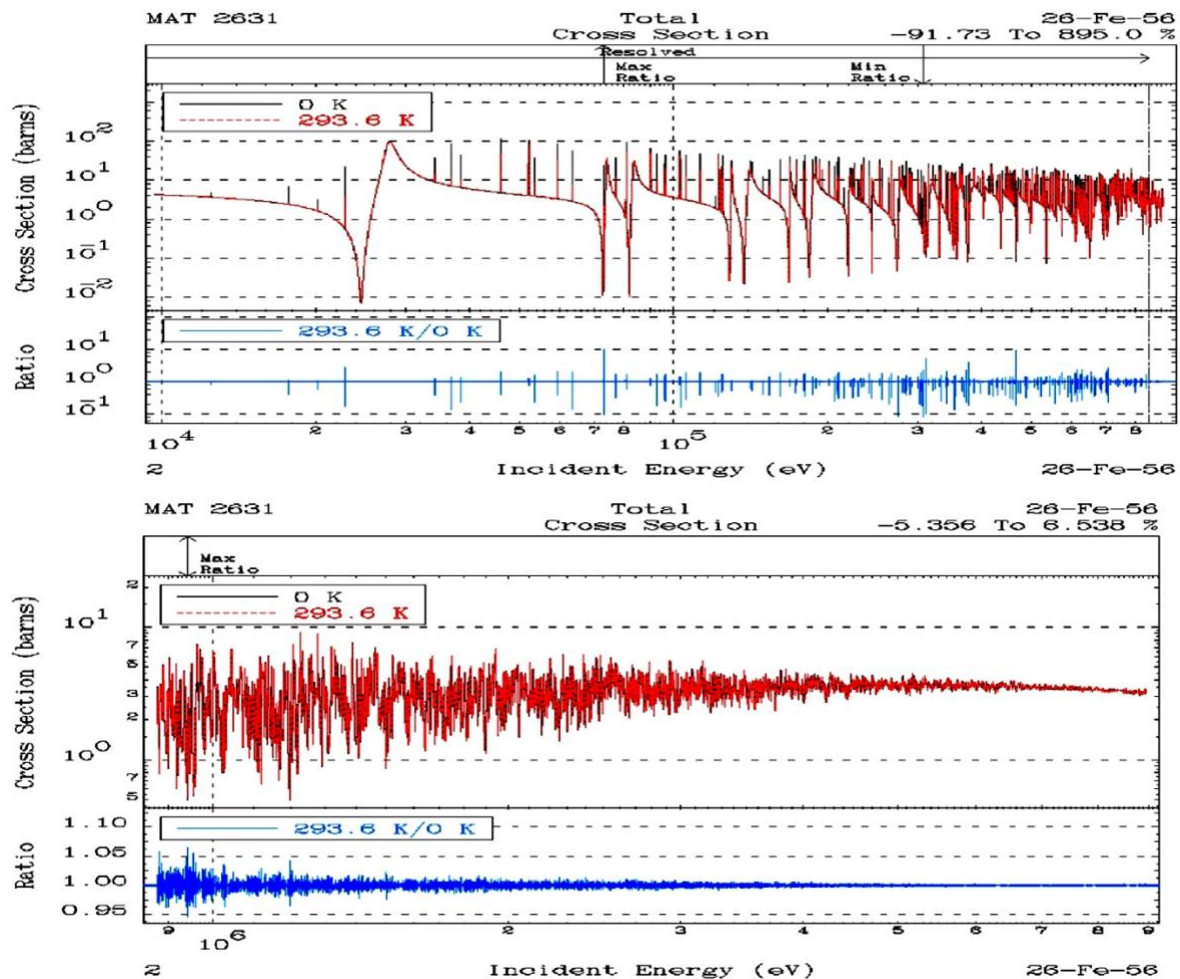 MAT 2631 Total 26-Fe-56
Cross Section -91.73 To 895.0 %
Resolved
Max Min
Ratio Ratio
0 K
293.6 K
Cross Section (barns)
10^2
10^1
10^0
10^-1
10^-2
293.6 K/0 K
Ratio
10^1
10^0
10^-1
10^4 2 3 4 5 6 7 8 10^5 2 3 4 5 6 7 8
2 Incident Energy (eV) 26-Fe-56
MAT 2631 Total 26-Fe-56
Cross Section -5.356 To 6.538 %
Max
Ratio
0 K
293.6 K
Cross Section (barns)
2
10^1
7
5
3
2
10^0
7
5
293.6 K/0 K
Ratio
1.10
1.05
1.00
0.95
9 10^6 2 3 4 5 6 7 8 9
2 Incident Energy (eV) 26-Fe-56